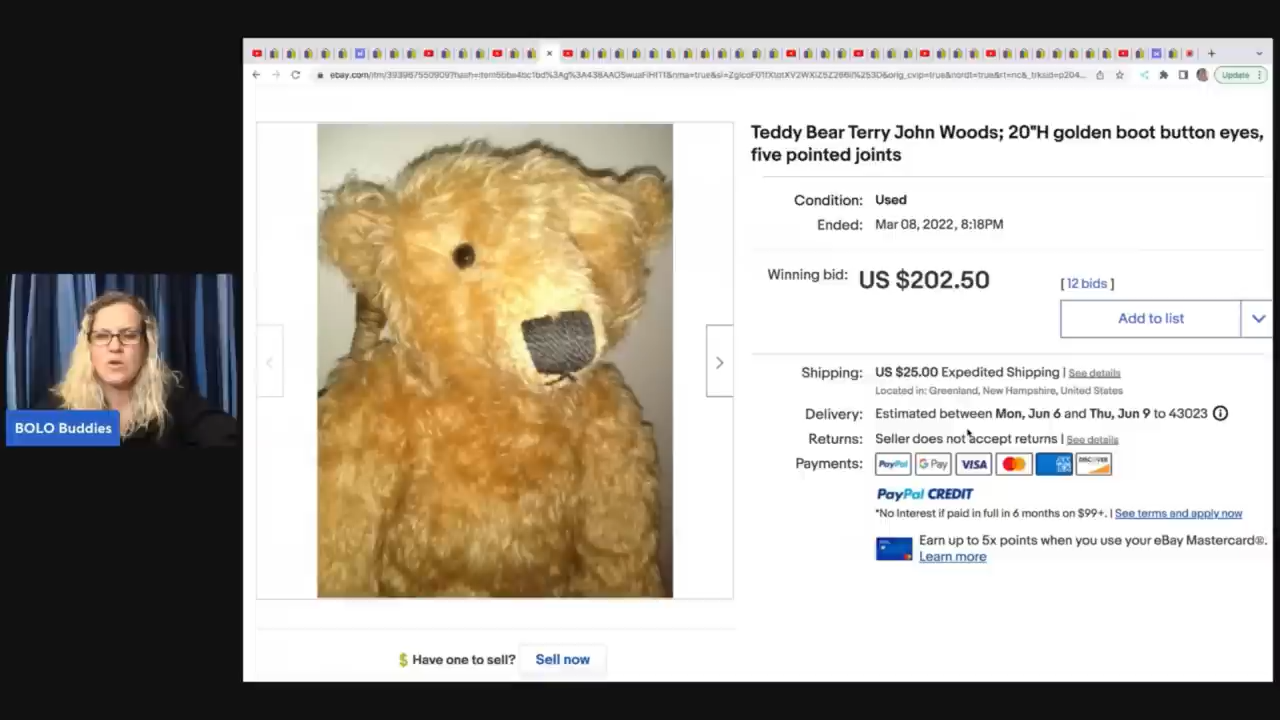 Update
Teddy Bear Terry John Woods; 20"H golden boot button eyes,
five pointed joints
Condition: Used
Ended: Mar 08, 2022, 8:18PM
Winning bid: US $202.50 [ 12 bids ]
Add to list
Shipping: US $25.00 Expedited Shipping | See details
Located in: Greenland, New Hampshire, United States
Delivery: Estimated between Mon, Jun 6 and Thu, Jun 9 to 43023
Returns: Seller does not accept returns | See details
Payments: PayPal G Pay VISA DISCOVER
PayPal CREDIT
*No Interest if paid in full in 6 months on $99+. | See terms and apply now
Earn up to 5x points when you use your eBay Mastercard®.
Learn more
BOLO Buddies
Have one to sell? Sell now